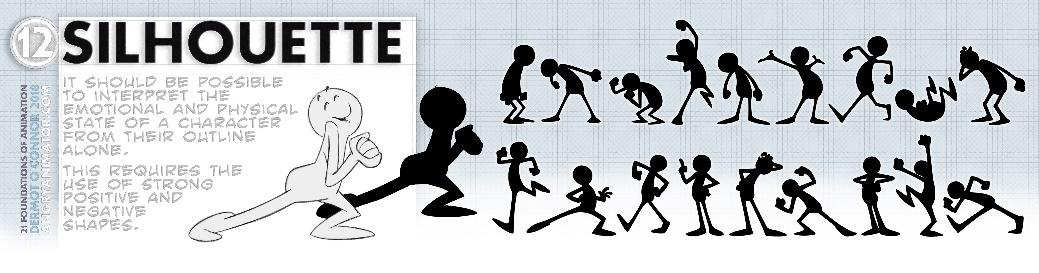 12 SILHOUETTE
IT SHOULD BE POSSIBLE
TO INTERPRET THE
EMOTIONAL AND PHYSICAL
STATE OF A CHARACTER
FROM THEIR OUTLINE
ALONE.
THIS REQUIRES THE
USE OF STRONG
POSITIVE AND
NEGATIVE
SHAPES.
21 FOUNDATIONS OF ANIMATION
DERMOT O' CONNOR 2018
ANGRYANIMATOR.COM